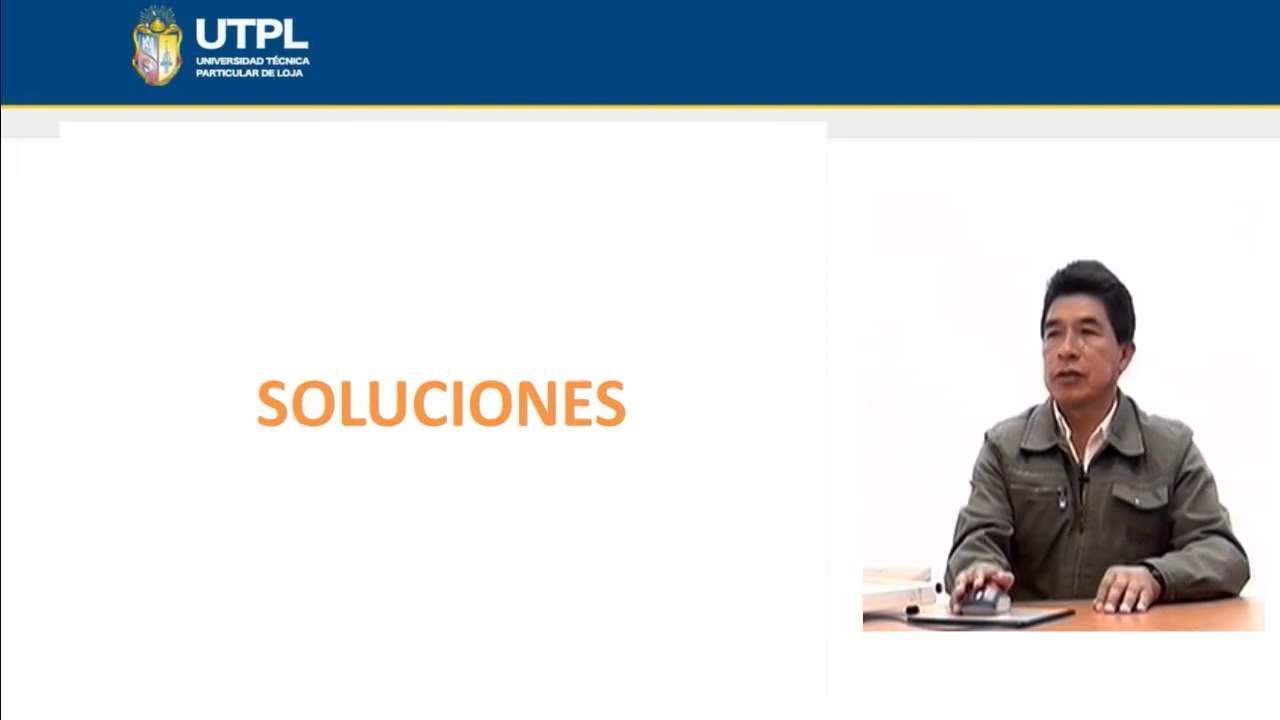 UTPL
UNIVERSIDAD TÉCNICA
PARTICULAR DE LOJA
SOLUCIONES